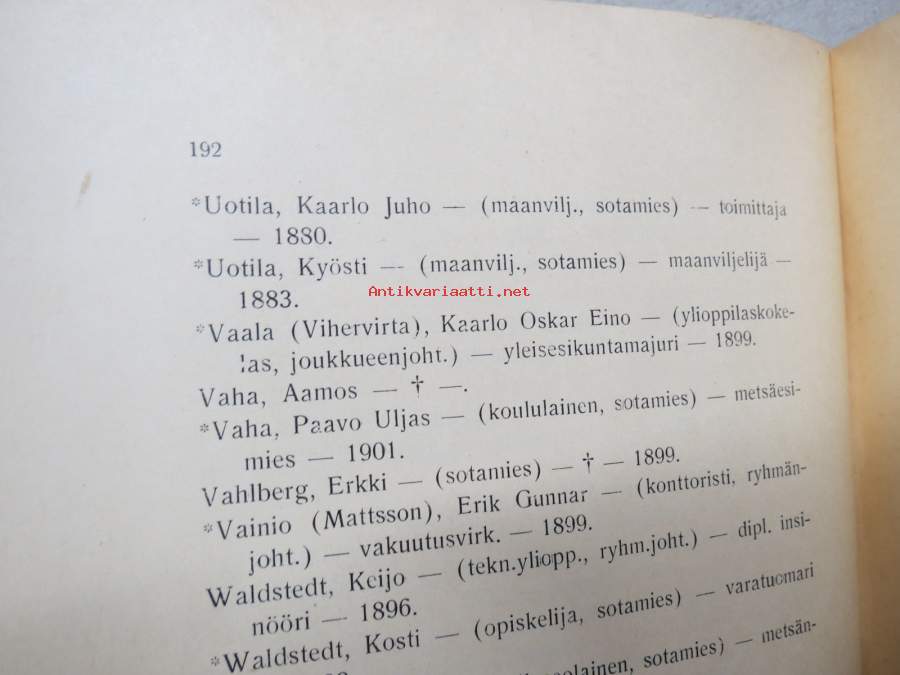 192
*Uotila, Kaarlo Juho — (maanvilj., sotamies) — toimittaja
— 1880.
*Uotila, Kyösti — (maanvilj., sotamies) — maanviljelijä —
1883.
Antikvariaatti.net
*Vaala (Vihervirta), Kaarlo Oskar Eino — (ylioppilaskoke-
las, joukkueenjoht.) — yleisesikuntamajuri — 1899.
Vaha, Aamos — † —.
*Vaha, Paavo Uljas — (koululainen, sotamies) — metsäesi-
mies — 1901.
Vahlberg, Erkki — (sotamies) — † — 1899.
*Vainio (Mattsson), Erik Gunnar — (konttoristi, ryhmän-
joht.) — vakuutusvirk. — 1899.
Waldstedt, Keijo — (tekn.yliopp., ryhm.joht.) — dipl. insi-
nööri — 1896.
*Waldstedt, Kosti — (opiskelija, sotamies) — varatuomari
sotamies) — metsän-